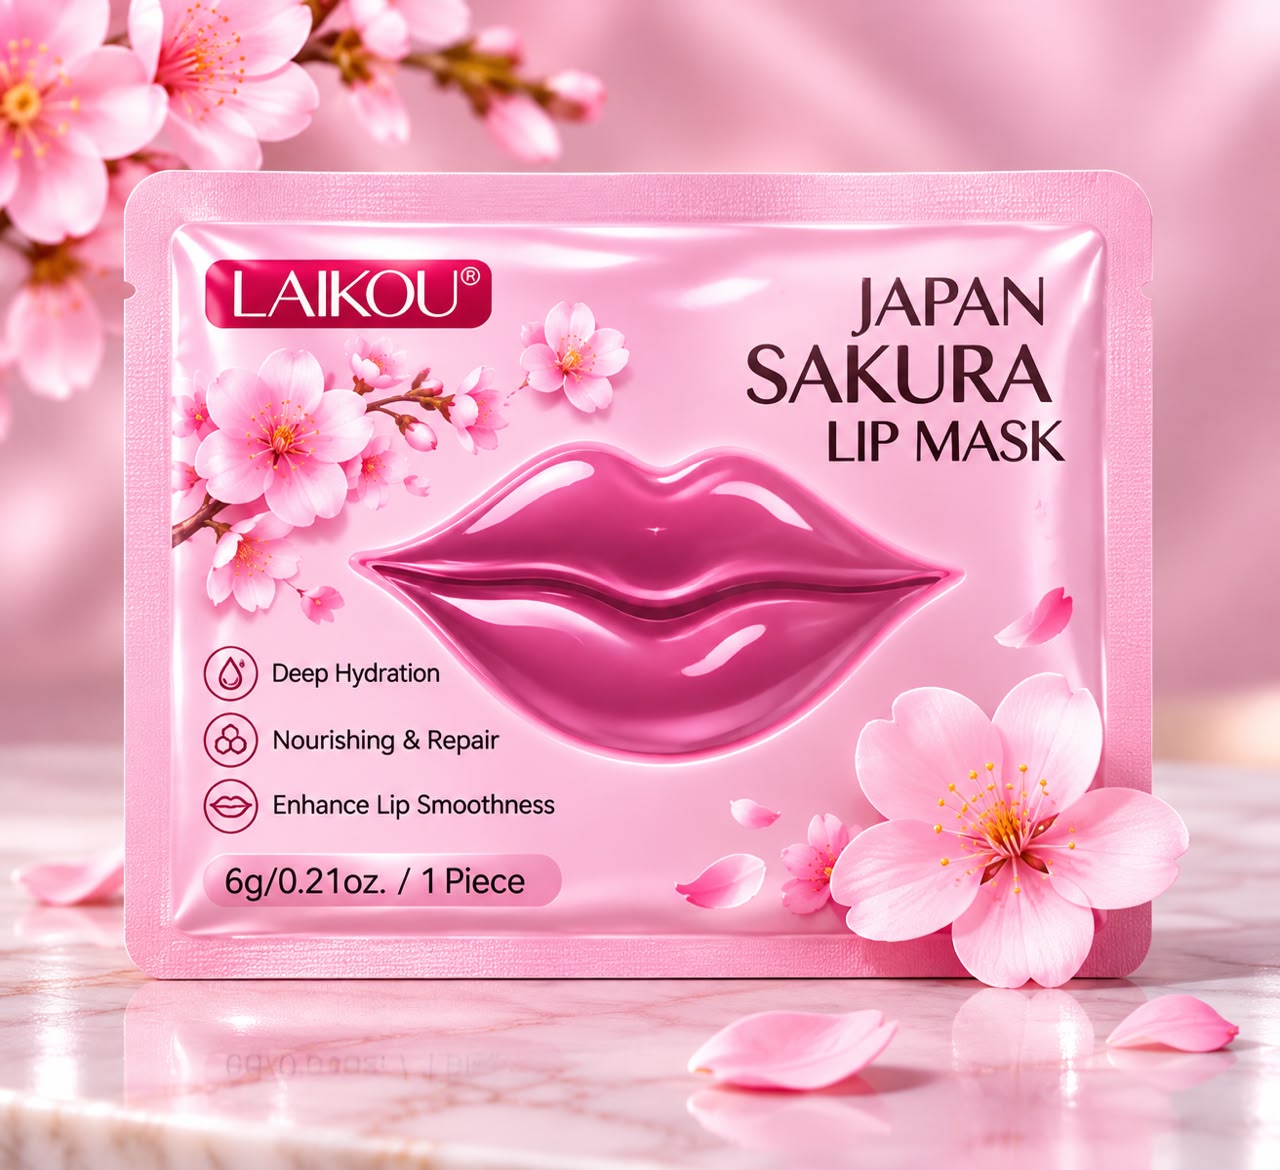 LAIKOU®
JAPAN
SAKURA
LIP MASK
Deep Hydration
Nourishing & Repair
Enhance Lip Smoothness
6g/0.21oz. / 1 Piece